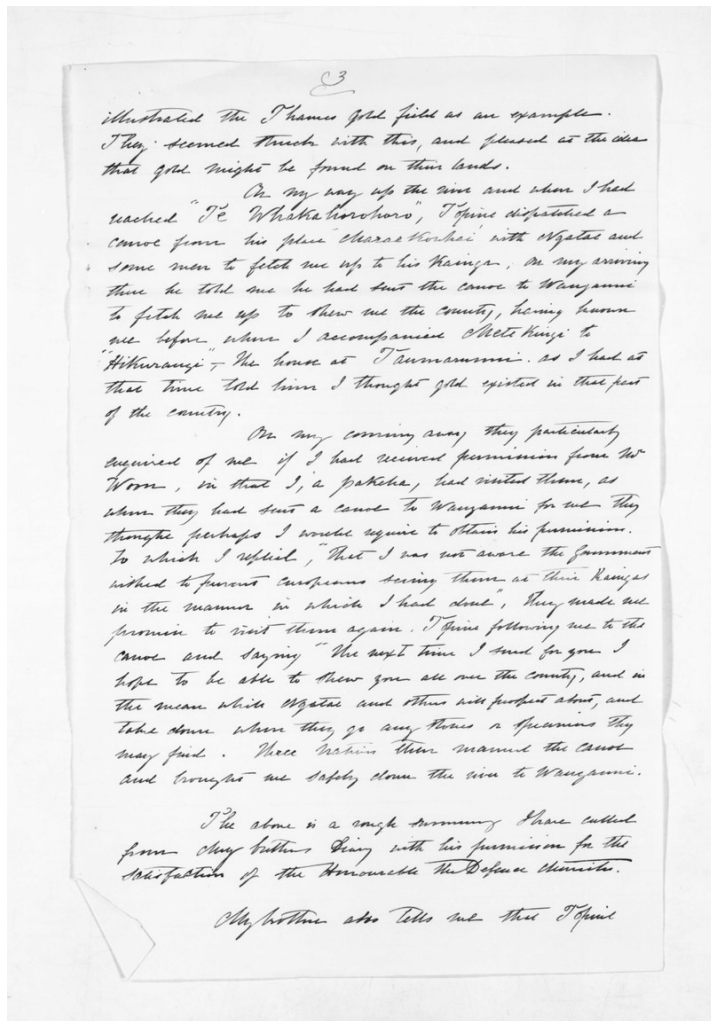 3
illustrated the Thames gold field as an example.
They seemed struck with this, and pleased at the idea
that gold might be found on their lands.
On my way up the river and when I had
reached "Te Whakahorohoro", Topine dispatched a
canoe from his place with Ngatae and
some men to fetch me up to his Kainga, on my arriving
there he told me he had sent the canoe to Wanganui
to fetch me up to shew me the country, having known
me before when I accompanied Mete Kingi to
"Hikurangi", - the house at Taumarunui. as I had at
that time told him I thought gold existed in that part
of the country.
On my coming away they particularly
enquired of me if I had received permission from Mr
Woon, in that I, a pakeha, had visited them, as
when they had sent a canoe to Wanganui for me they
thought perhaps I would require to obtain his permission.
To which I replied, "that I was not aware the Government
wished to prevent Europeans seeing them at their Kaingas
in the manner in which I had done", they made me
promise to visit them again. Topine following me to the
canoe and saying "the next time I send for you I
hope to be able to shew you all over the country, and in
the mean while Ngatae and others will prospect about, and
take down when they go any stones or specimens they
may find. Three Natives then manned the canoe
and brought me safely down the river to Wanganui.
The above is a rough summary I have culled
from my brothers Diary with his permission for the
satisfaction of the Honourable the Defence Minister.
My brother also tells me that Topine